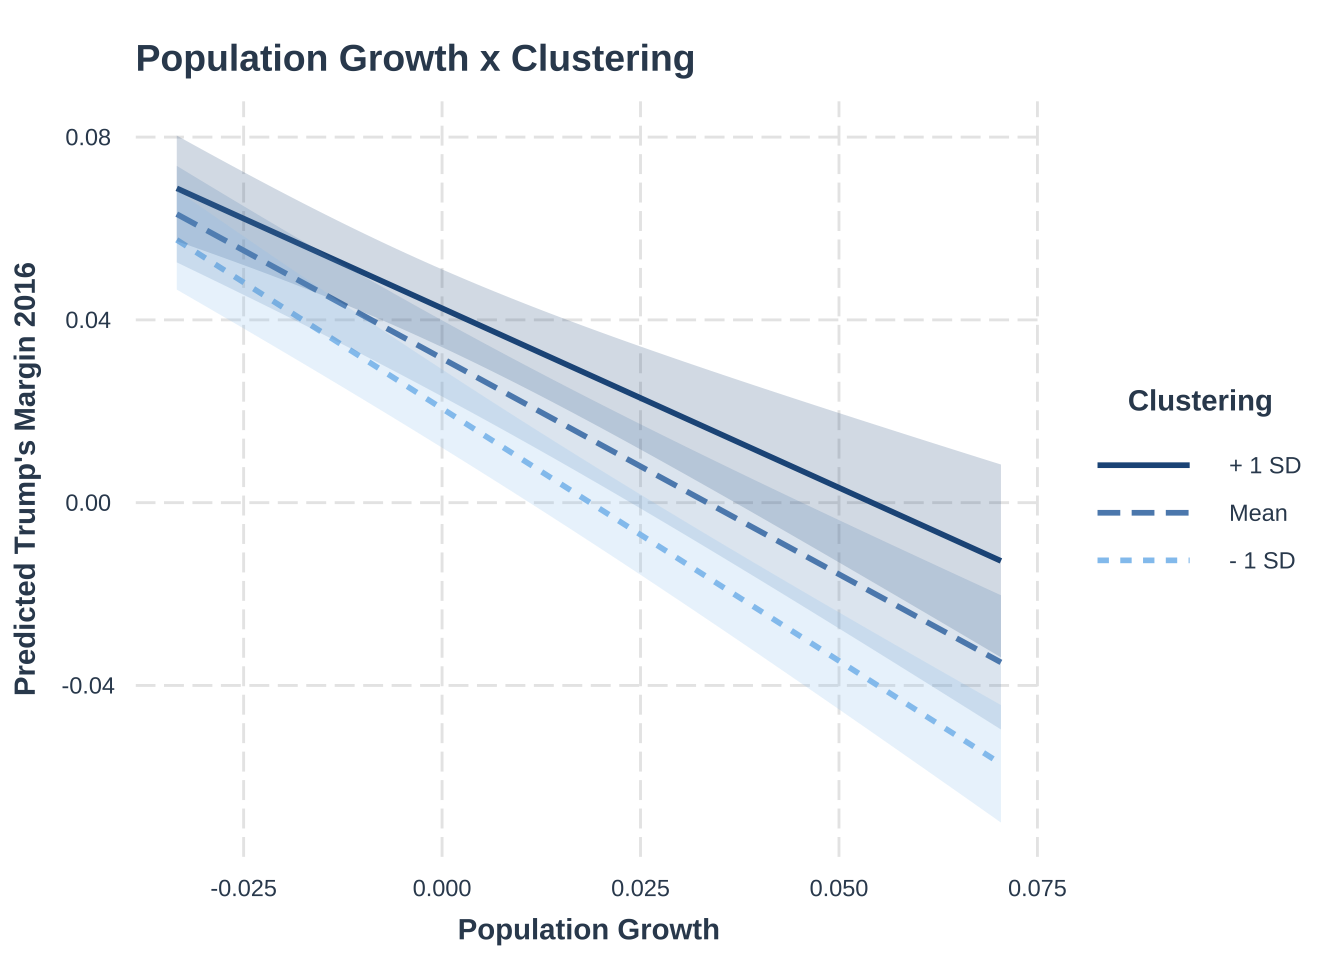 Population Growth x Clustering
Predicted Trump's Margin 2016
0.08
0.04
0.00
-0.04
-0.025
0.000
0.025
0.050
0.075
Population Growth
Clustering
+ 1 SD
Mean
- 1 SD